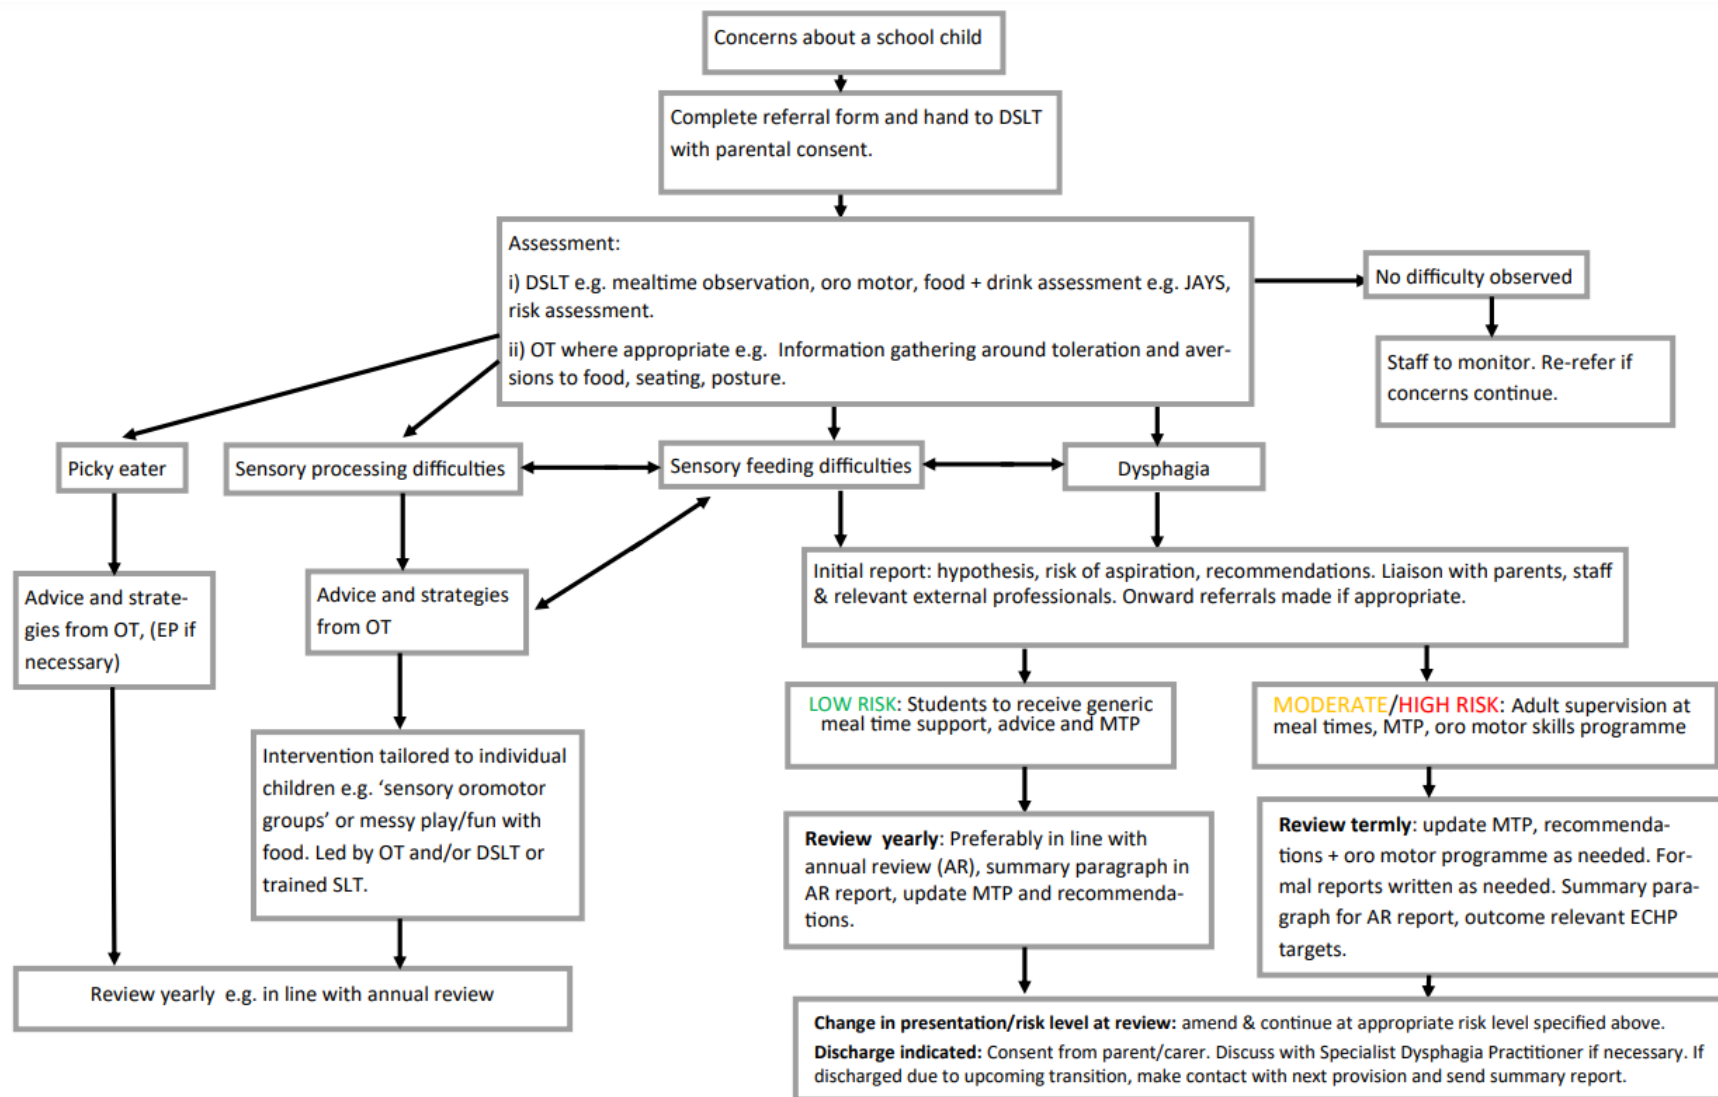 Concerns about a school child
Complete referral form and hand to DSLT
with parental consent.
Assessment:
i) DSLT e.g. mealtime observation, oro motor, food + drink assessment e.g. JAYS,
risk assessment.
ii) OT where appropriate e.g.  Information gathering around toleration and aver-
sions to food, seating, posture.
No difficulty observed
Staff to monitor. Re-refer if
concerns continue.
Picky eater
Sensory processing difficulties
Sensory feeding difficulties
Dysphagia
Advice and strate-
gies from OT, (EP if
necessary)
Advice and strategies
from OT
Initial report: hypothesis, risk of aspiration, recommendations. Liaison with parents, staff
& relevant external professionals. Onward referrals made if appropriate.
LOW RISK: Students to receive generic
meal time support, advice and MTP
MODERATE/HIGH RISK: Adult supervision at
meal times, MTP, oro motor skills programme
Intervention tailored to individual
children e.g. ‘sensory oromotor
groups’ or messy play/fun with
food. Led by OT and/or DSLT or
trained SLT.
Review  yearly: Preferably in line with
annual review (AR), summary paragraph in
AR report, update MTP and recommenda-
tions.
Review termly: update MTP, recommenda-
tions + oro motor programme as needed. For-
mal reports written as needed. Summary para-
graph for AR report, outcome relevant ECHP
targets.
Review yearly  e.g. in line with annual review
Change in presentation/risk level at review: amend & continue at appropriate risk level specified above.
Discharge indicated: Consent from parent/carer. Discuss with Specialist Dysphagia Practitioner if necessary. If
discharged due to upcoming transition, make contact with next provision and send summary report.